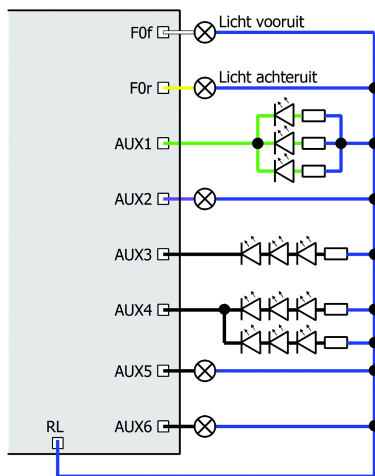 F0f Licht vooruit
F0r Licht achteruit
AUX1
AUX2
AUX3
AUX4
AUX5
AUX6
RL